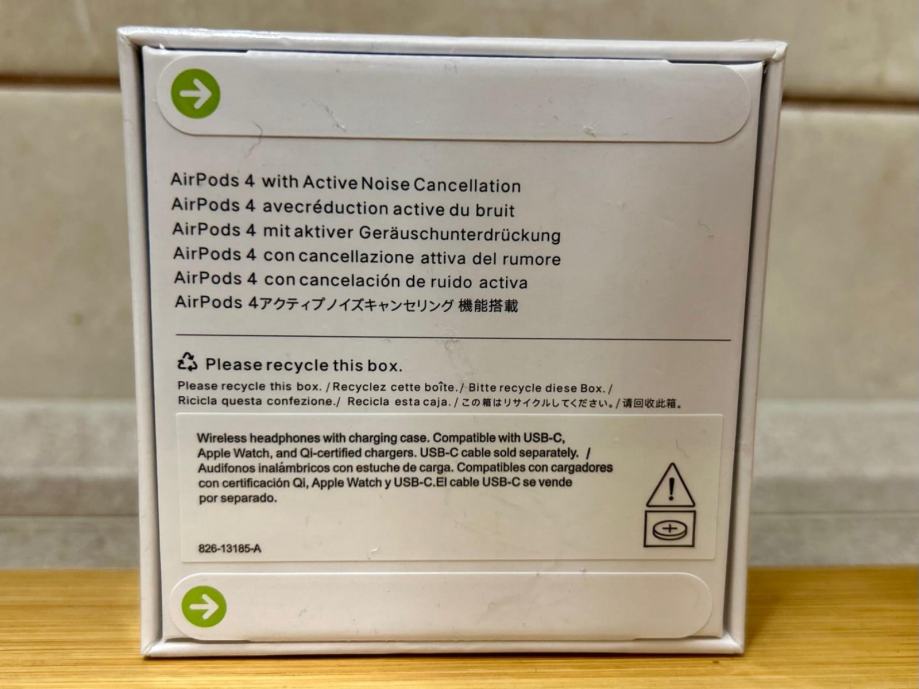 AirPods 4 with Active Noise Cancellation
AirPods 4 avecréduction active du bruit
AirPods 4 mit aktiver Geräuschunterdrückung
AirPods 4 con cancellazione attiva del rumore
AirPods 4 con cancelación de ruido activa
AirPods 4アクティブノイズキャンセリング 機能搭載
Please recycle this box.
Please recycle this box. / Recyclez cette boîte./ Bitte recycle diese Box. /
Ricicla questa confezione./ Recicla esta caja. / この箱はリサイクルしてください。/ 请回收此箱。
Wireless headphones with charging case. Compatible with USB-C,
Apple Watch, and Qi-certified chargers. USB-C cable sold separately. /
Audífonos inalámbricos con estuche de carga. Compatibles con cargadores
con certificación Qi, Apple Watch y USB-C.El cable USB-C se vende
por separado.
826-13185-A